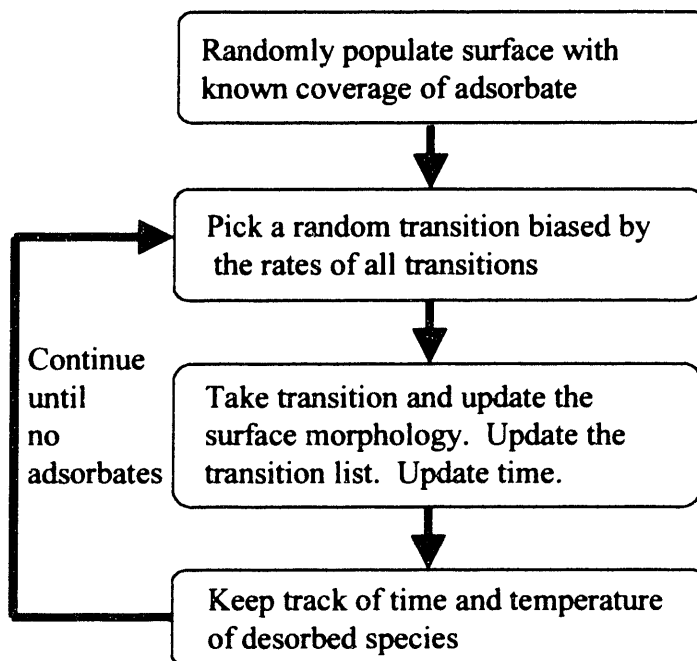 Randomly populate surface with
known coverage of adsorbate
Pick a random transition biased by
the rates of all transitions
Continue
until
no
adsorbates
Take transition and update the
surface morphology. Update the
transition list. Update time.
Keep track of time and temperature
of desorbed species